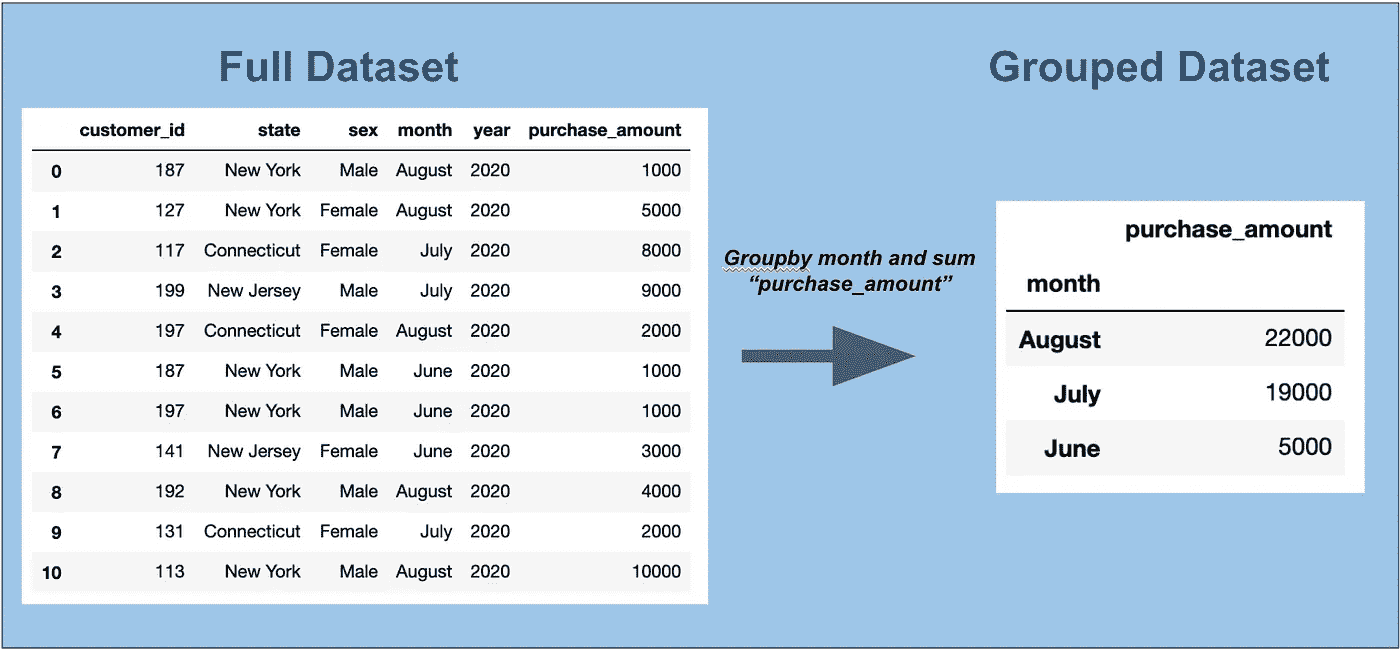 Full Dataset
Grouped Dataset
customer_id state sex month year purchase_amount
0 187 New York Male August 2020 1000
1 127 New York Female August 2020 5000
2 117 Connecticut Female July 2020 8000
3 199 New Jersey Male July 2020 9000
4 197 Connecticut Female August 2020 2000
5 187 New York Male June 2020 1000
6 197 New York Male June 2020 1000
7 141 New Jersey Female June 2020 3000
8 192 New York Male August 2020 4000
9 131 Connecticut Female July 2020 2000
10 113 New York Male August 2020 10000
Groupby month and sum
“purchase_amount”
purchase_amount
month
August 22000
July 19000
June 5000